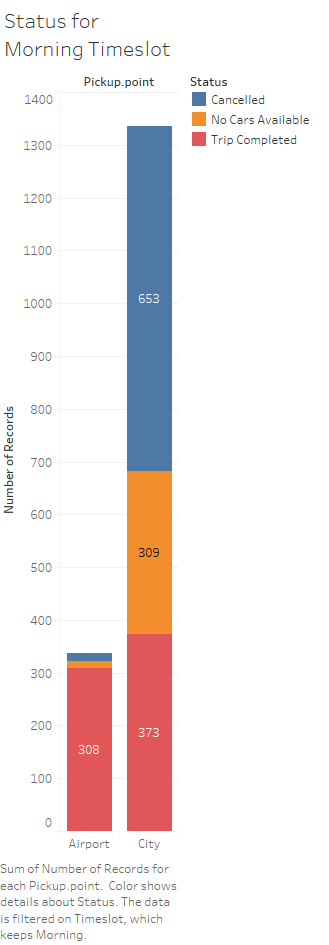 Status for
Morning Timeslot
Pickup.point
Status
Cancelled
No Cars Available
Trip Completed
1400
1300
1200
1100
1000
900
800
700
600
500
400
300
200
100
0
Number of Records
653
309
308
373
Airport
City
Sum of Number of Records for
each Pickup.point. Color shows
details about Status. The data
is filtered on Timeslot, which
keeps Morning.